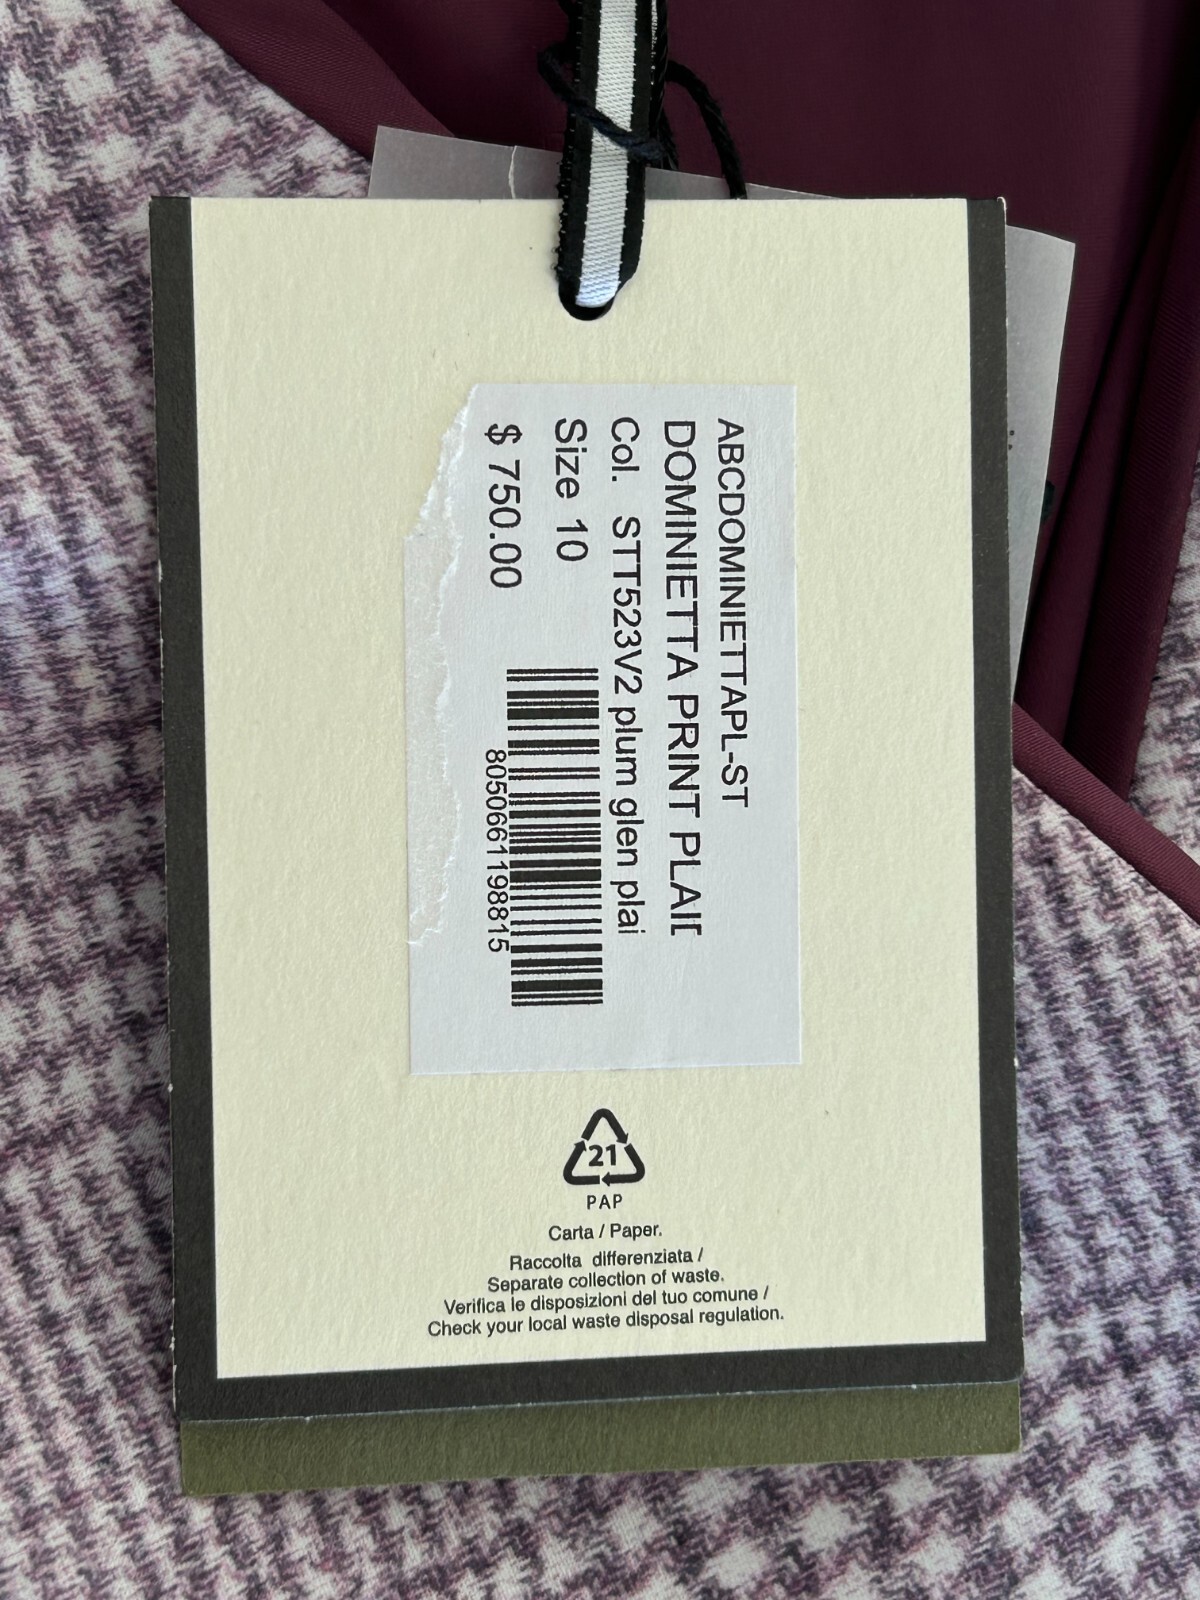 ABCDOMINIETTAPL-ST
DOMINIETTA PRINT PLAID
Col. STT523V2 plum glen plai
Size 10
$ 750.00
8050661198815
21
PAP
Carta / Paper.
Raccolta differenziata /
Separate collection of waste.
Verifica le disposizioni del tuo comune /
Check your local waste disposal regulation.